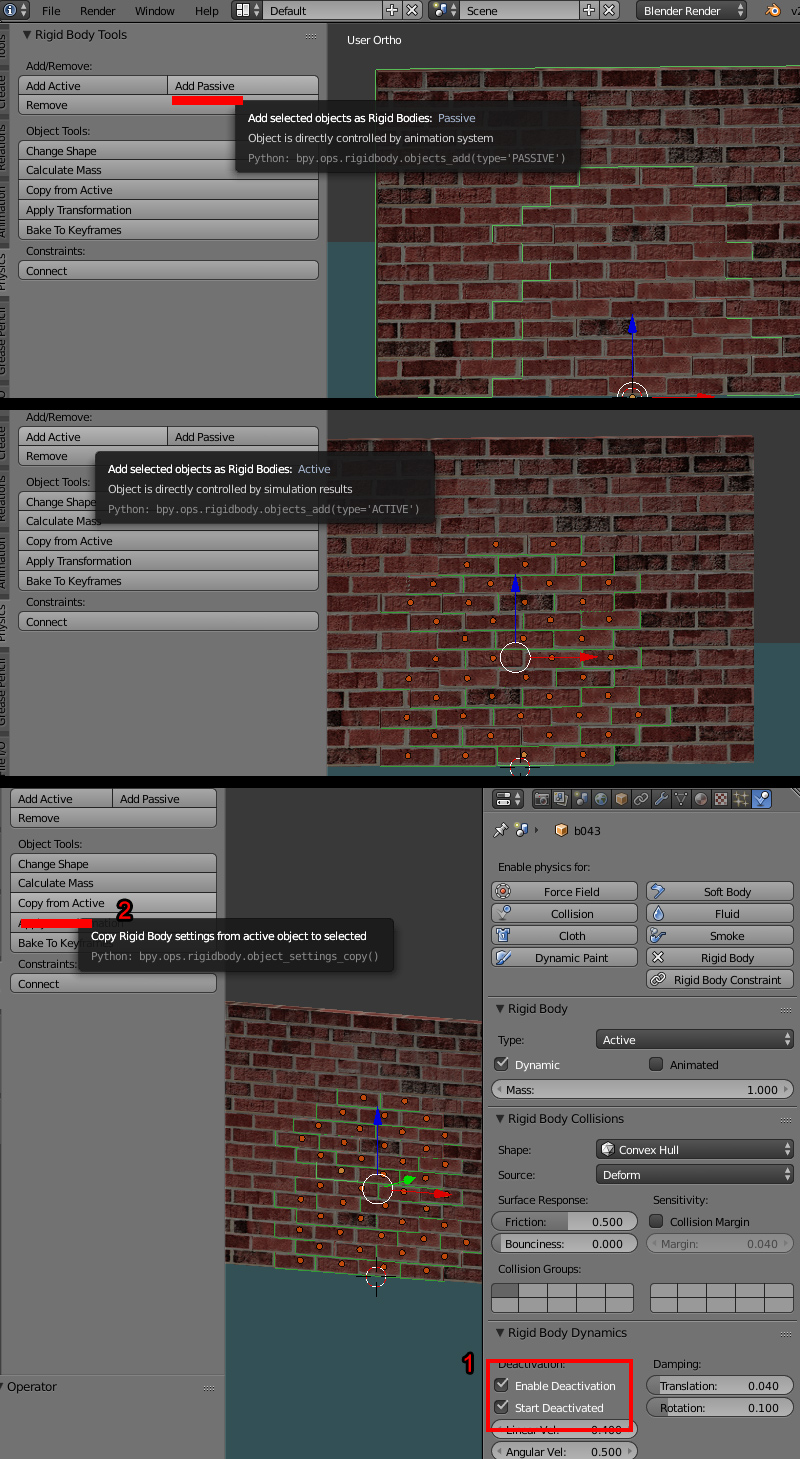 File Render Window Help Default Scene Blender Render
Rigid Body Tools
User Ortho
Add/Remove:
Add Active Add Passive
Remove
Add selected objects as Rigid Bodies: Passive
Object is directly controlled by animation system
Python: bpy.ops.rigidbody.objects_add(type='PASSIVE')
Object Tools:
Change Shape
Calculate Mass
Copy from Active
Apply Transformation
Bake To Keyframes
Constraints:
Connect
Tools
Create
Relations
Animation
Physics
Grease Pencil
Add/Remove:
Add Active Add Passive
Remove
Add selected objects as Rigid Bodies: Active
Object is directly controlled by simulation results
Python: bpy.ops.rigidbody.objects_add(type='ACTIVE')
Object Tools:
Change Shape
Calculate Mass
Copy from Active
Apply Transformation
Bake To Keyframes
Constraints:
Connect
Create
Relations
Animation
Physics
Grease Pencil
File I/O
Add Active Add Passive
Remove
Object Tools:
Change Shape
Calculate Mass
Copy from Active
2
Bake To Key
Copy Rigid Body settings from active object to selected
Python: bpy.ops.rigidbody.object_settings_copy()
Constraints:
Connect
Operator
b043
Enable physics for:
Force Field Soft Body
Collision Fluid
Cloth Smoke
Dynamic Paint Rigid Body
Rigid Body Constraint
Rigid Body
Type: Active
Dynamic Animated
Mass: 1.000
Rigid Body Collisions
Shape: Convex Hull
Source: Deform
Surface Response: Sensitivity:
Friction: 0.500 Collision Margin
Bounciness: 0.000 Margin: 0.040
Collision Groups:
Rigid Body Dynamics
1
Deactivation: Damping:
Enable Deactivation Translation: 0.040
Start Deactivated Rotation: 0.100
Linear Vel: 0.400
Angular Vel: 0.500